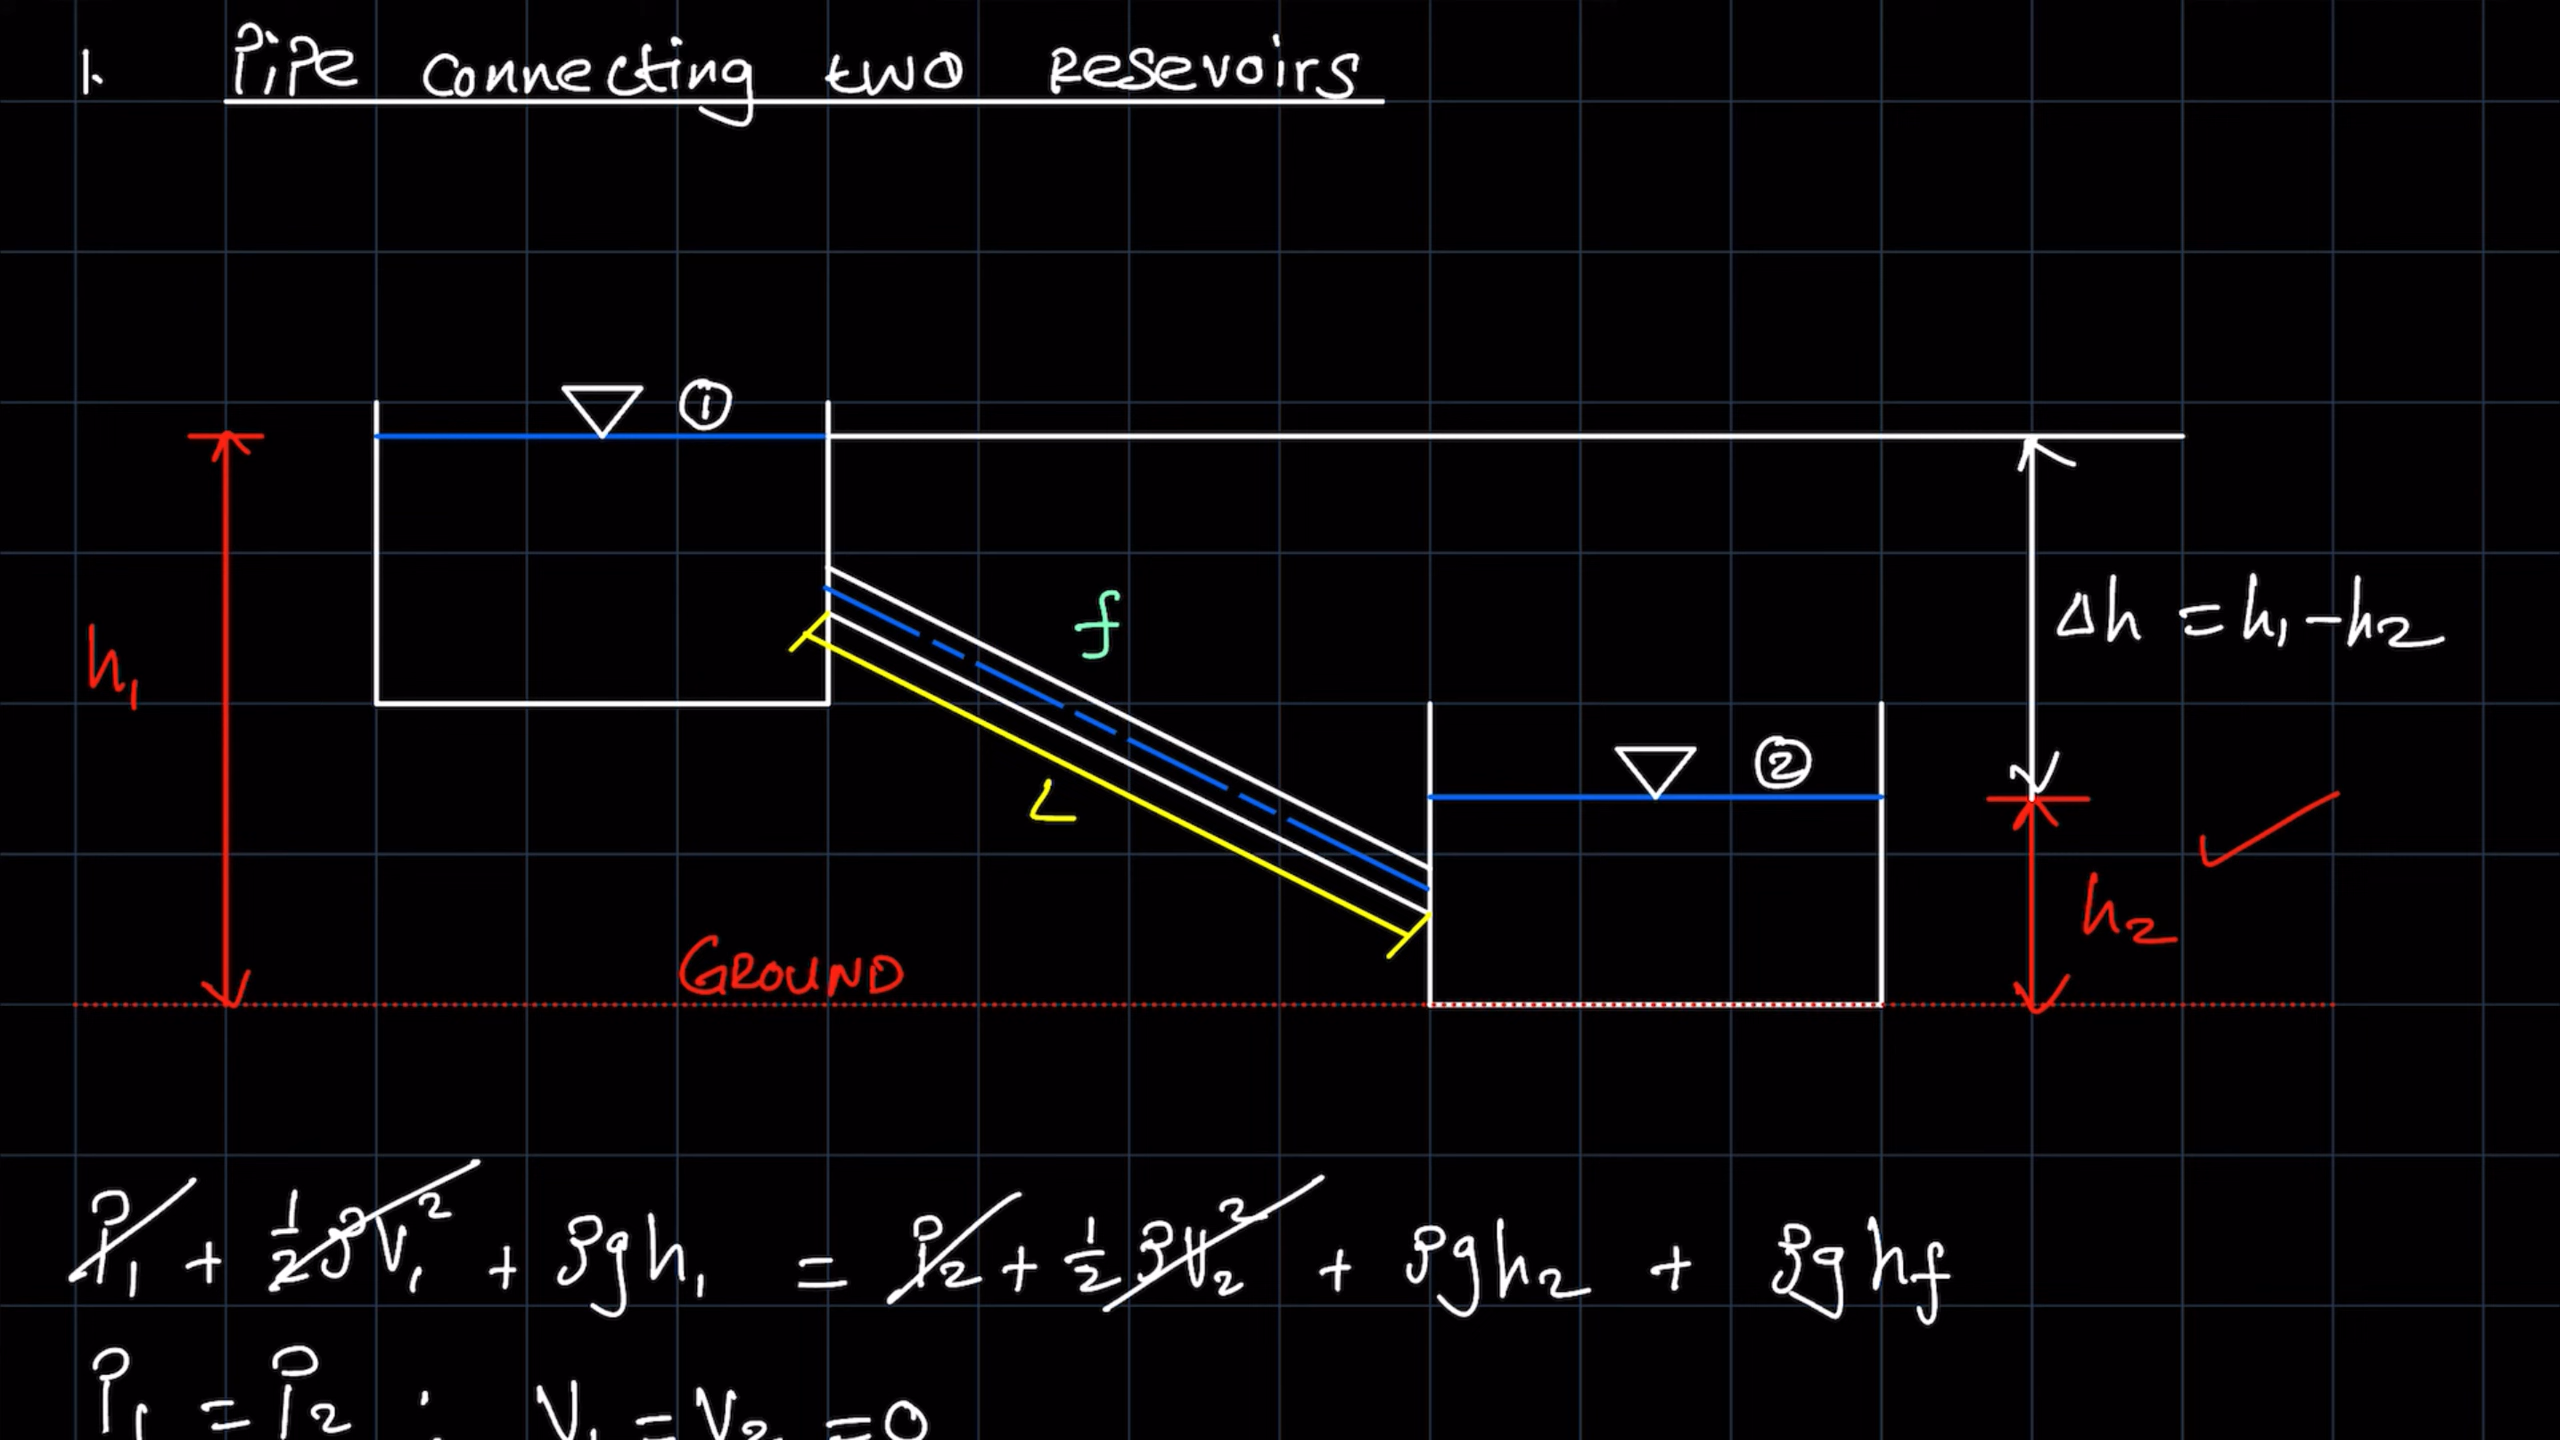 1. Pipe connecting two Resevoirs
①
h₁
f
Δh = h₁ - h₂
L
②
h₂
GROUND
P₁ + ½ρV₁² + ρgh₁ = P₂ + ½ρV₂² + ρgh₂ + ρghf
P₁ = P₂ ; V₁ = V₂ = 0